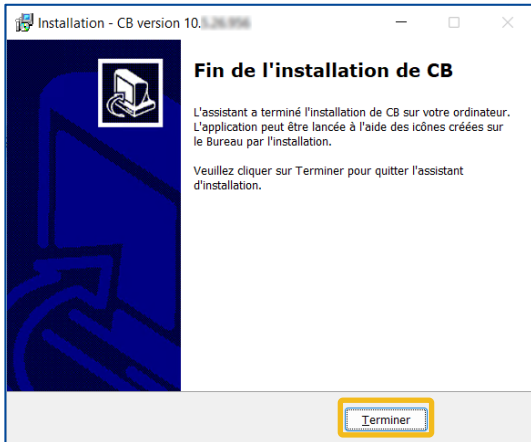 Installation - CB version 10.
Fin de l'installation de CB
L'assistant a terminé l'installation de CB sur votre ordinateur.
L'application peut être lancée à l'aide des icônes créées sur
le Bureau par l'installation.
Veuillez cliquer sur Terminer pour quitter l'assistant
d'installation.
Terminer